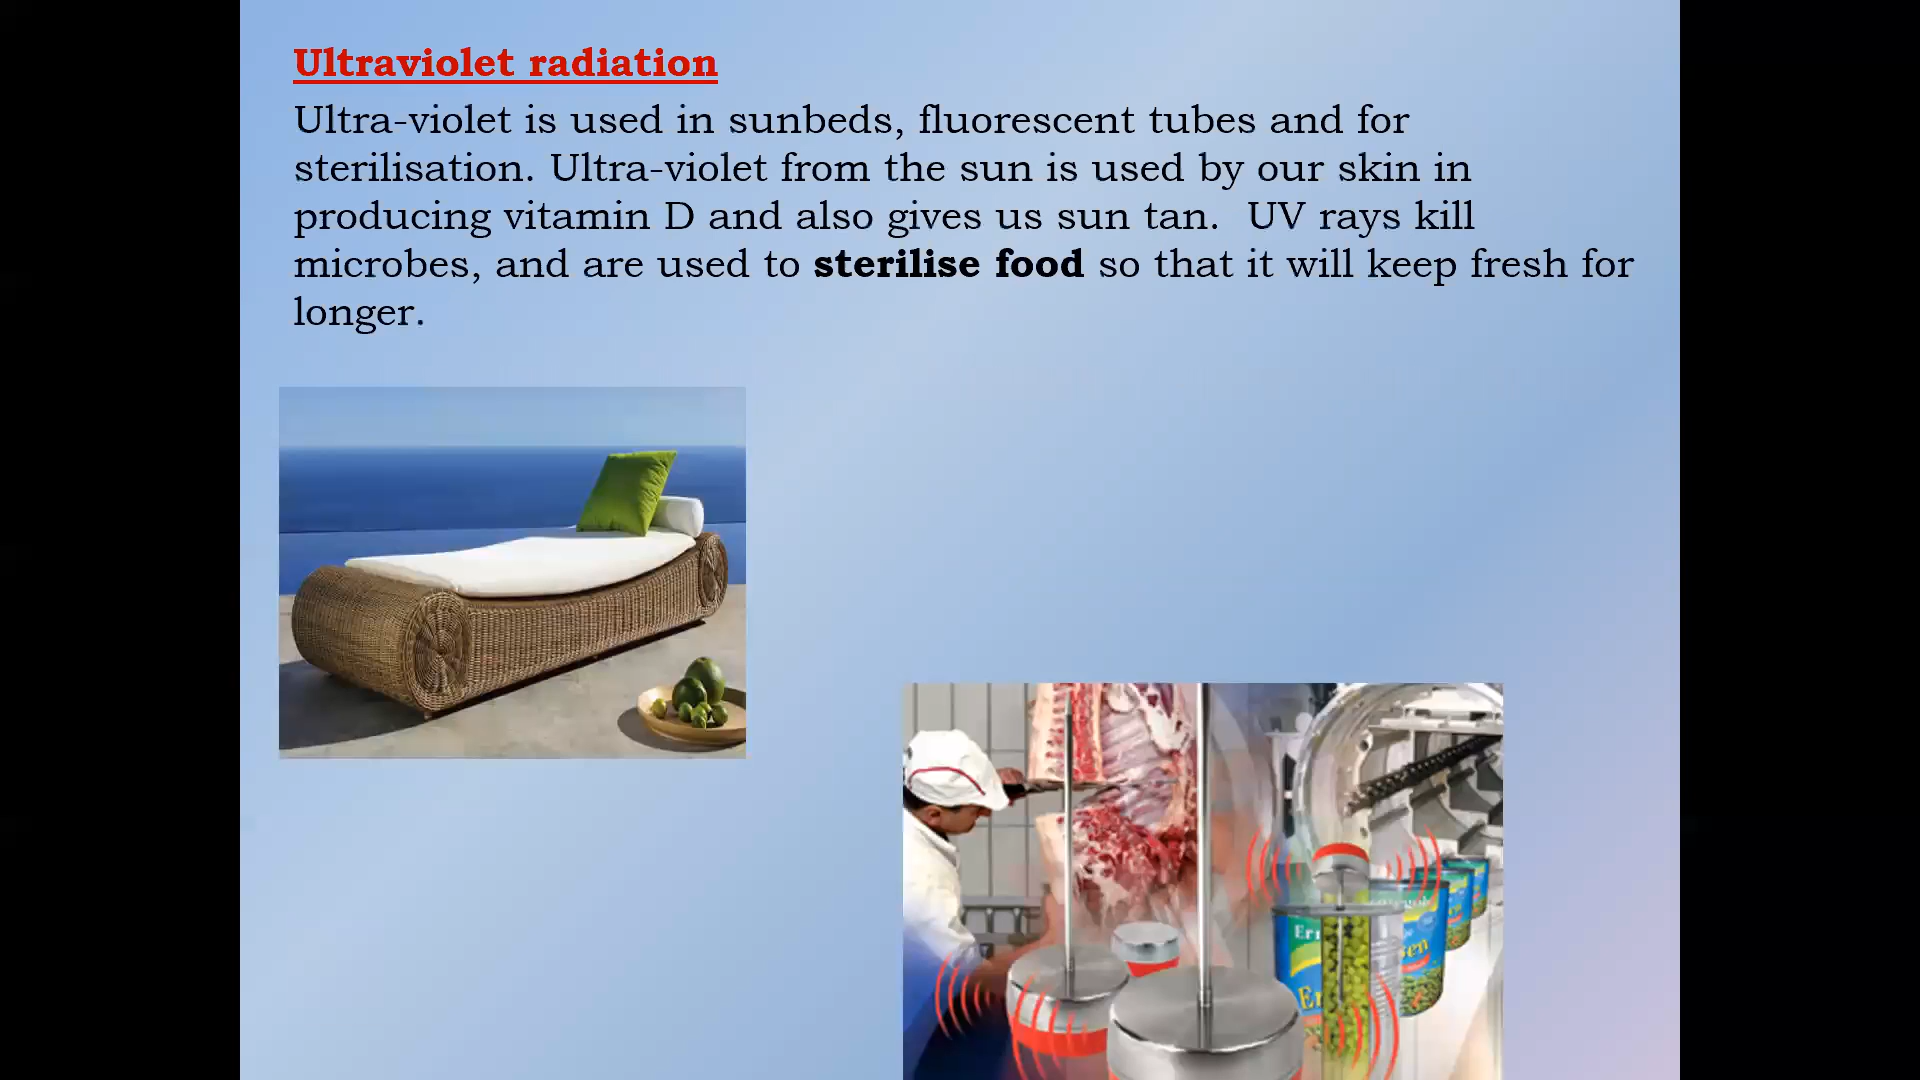 Ultraviolet radiation
Ultra-violet is used in sunbeds, fluorescent tubes and for
sterilisation. Ultra-violet from the sun is used by our skin in
producing vitamin D and also gives us sun tan.  UV rays kill
microbes, and are used to sterilise food so that it will keep fresh for
longer.